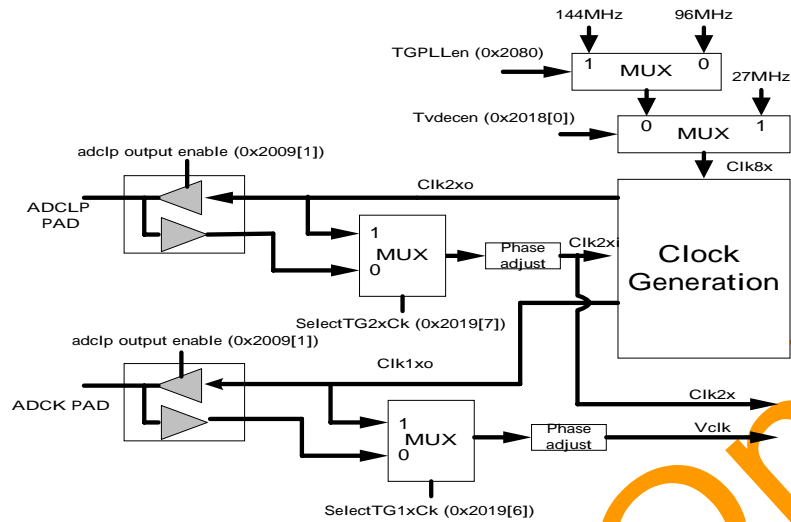 144MHz
96MHz
TGPLLen (0x2080)
1
MUX
0
27MHz
Tvdecen (0x2018[0])
0
MUX
1
adclp output enable (0x2009[1])
Clk8x
Clk2xo
ADCLP
PAD
1
MUX
0
Phase
adjust
Clk2xi
Clock
Generation
SelectTG2xCk (0x2019[7])
adclp output enable (0x2009[1])
Clk1xo
ADCK PAD
Clk2x
1
MUX
0
Phase
adjust
Vclk
SelectTG1xCk (0x2019[6])